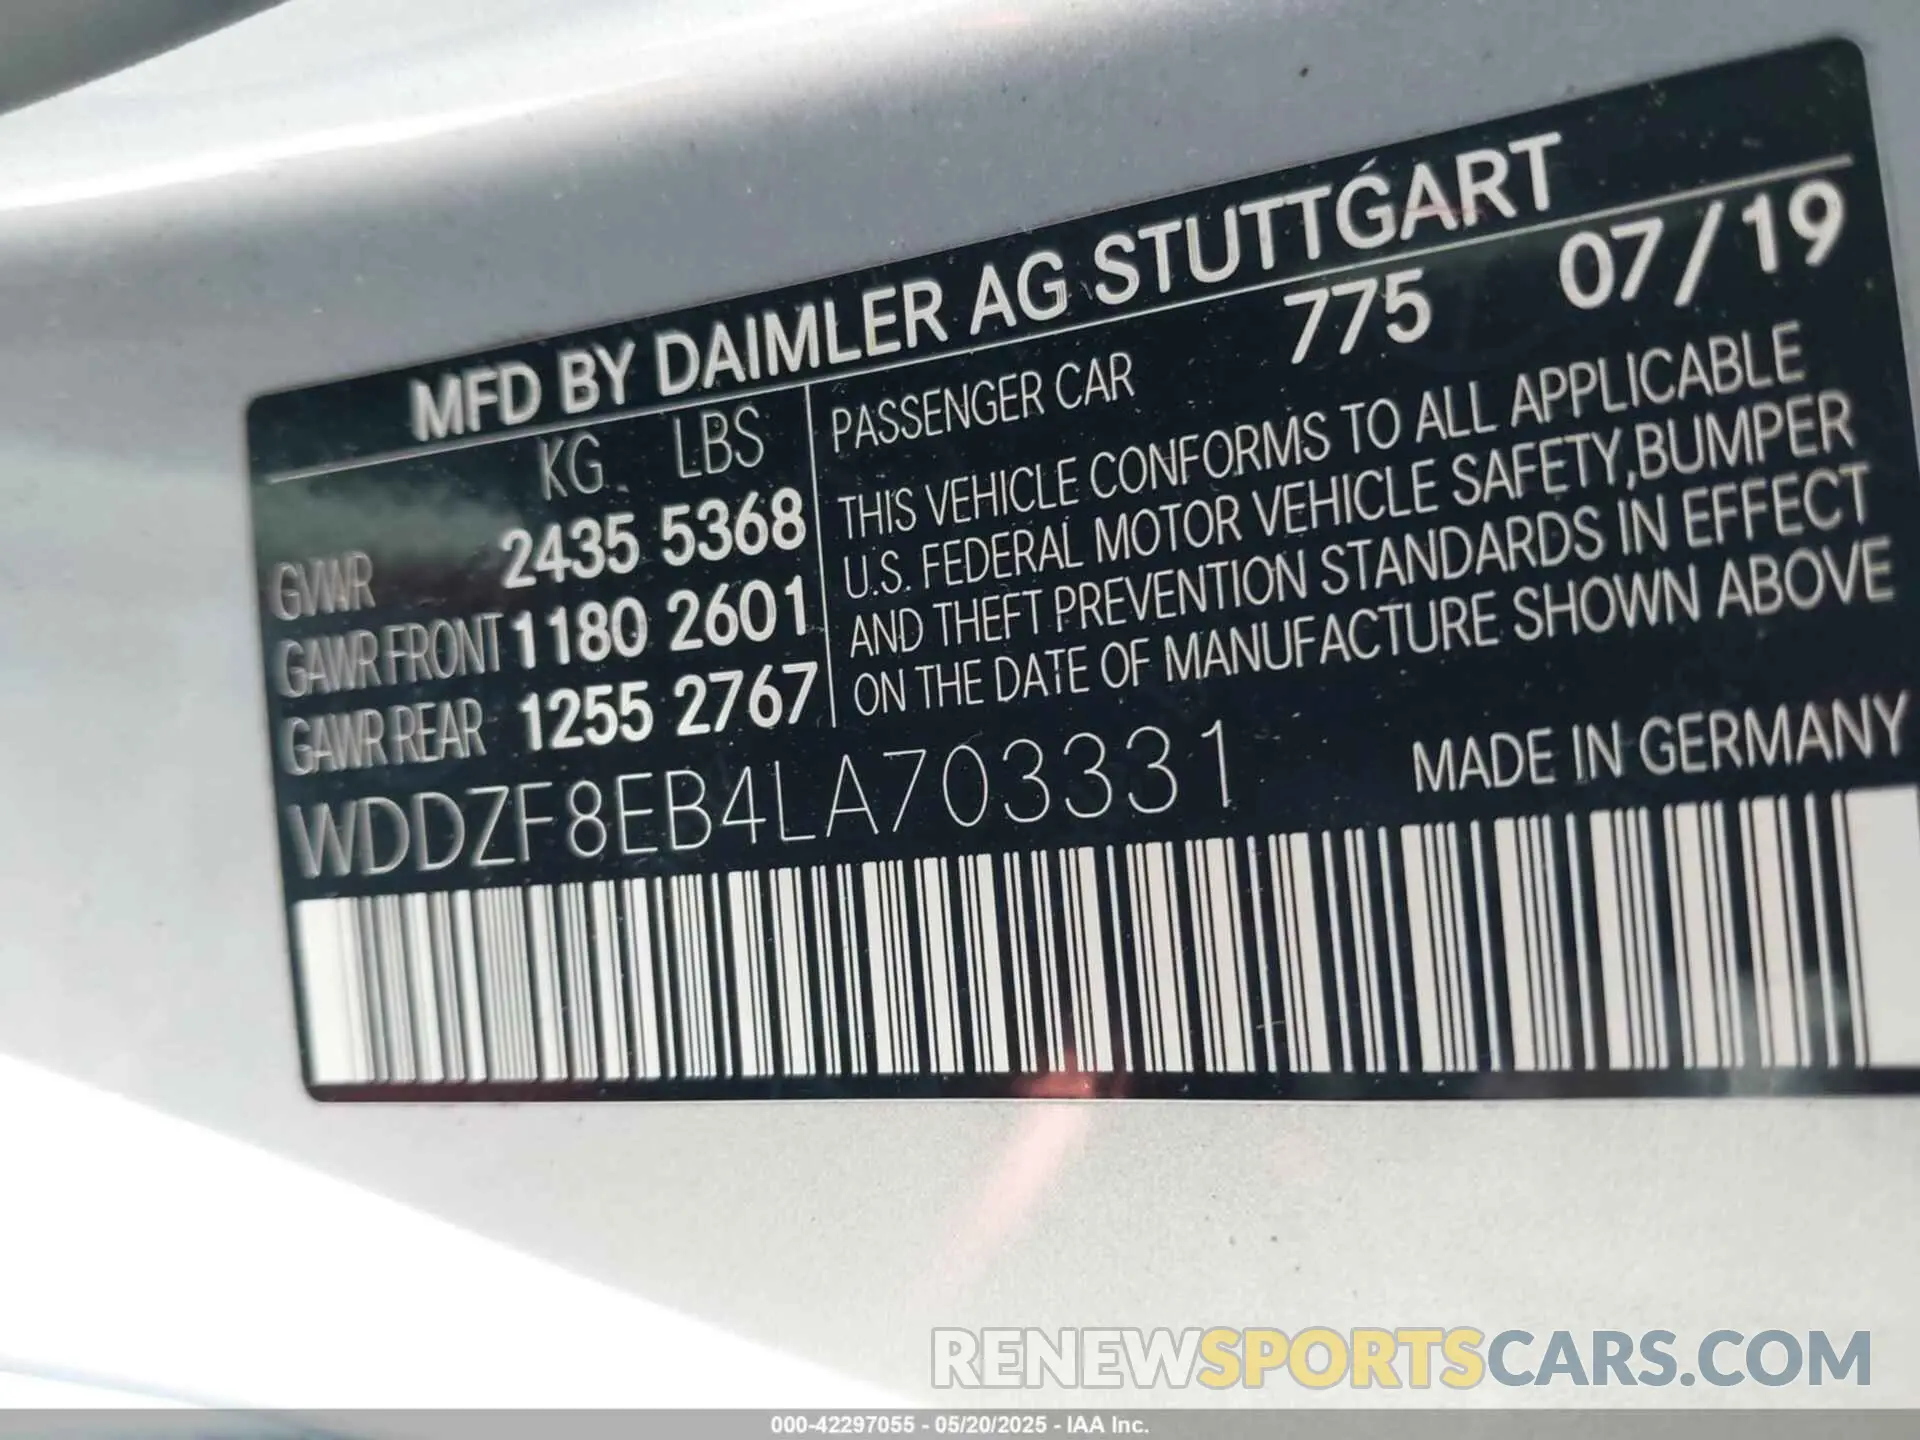 MFD BY DAIMLER AG STUTTGART
KG LBS
GVWR 2435 5368
GAWR FRONT 1180 2601
GAWR REAR 1255 2767
PASSENGER CAR 775 07/19
THIS VEHICLE CONFORMS TO ALL APPLICABLE
U.S. FEDERAL MOTOR VEHICLE SAFETY,BUMPER
AND THEFT PREVENTION STANDARDS IN EFFECT
ON THE DATE OF MANUFACTURE SHOWN ABOVE
WDDZF8EB4LA703331 MADE IN GERMANY
RENEWSPORTSCARS.COM
000-42297055 - 05/20/2025 - IAA Inc.